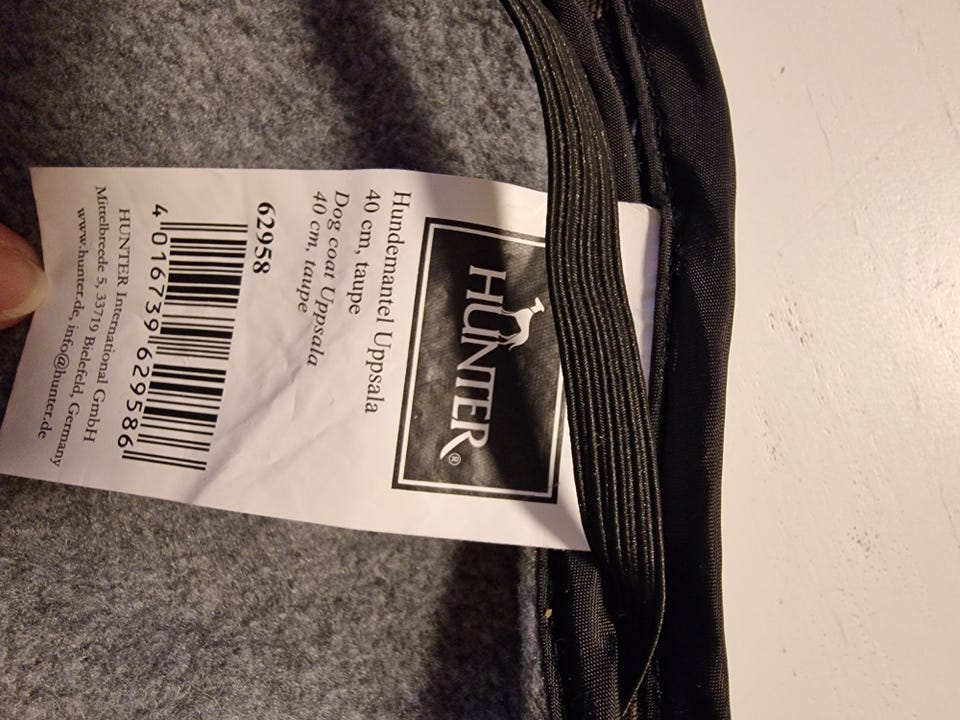 HUNTER®
Hundemantel Uppsala
40 cm, taupe
Dog coat Uppsala
40 cm, taupe
62958
4 016739 629586
HUNTER International GmbH
Mittelbreede 5, 33719 Bielefeld, Germany
www.hunter.de, info@hunter.de